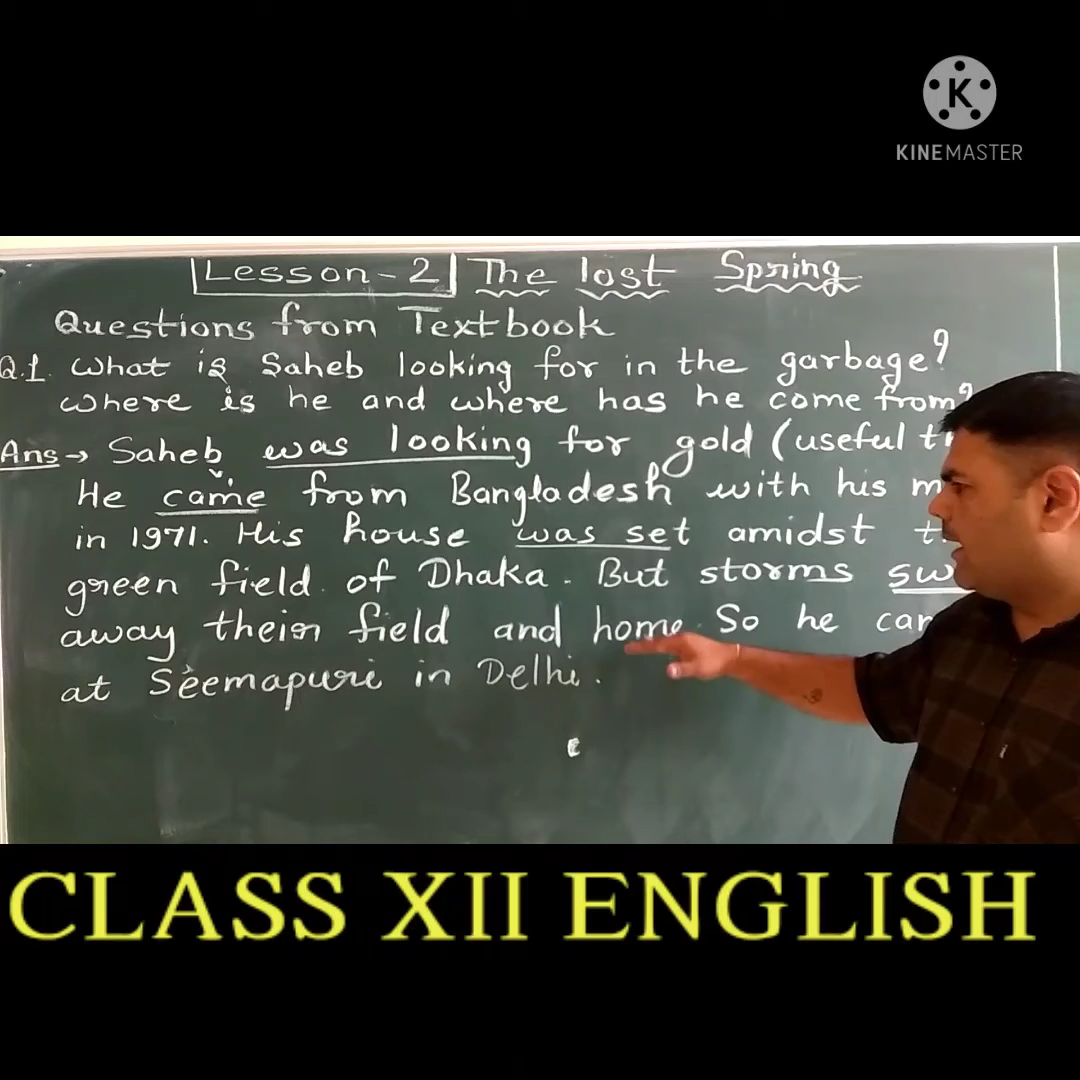 K
KINEMASTER
Lesson-2 The lost Spring
Questions from Textbook
Q.1. What is Saheb looking for in the garbage?
where is he and where has he come from?
Ans → Saheb was looking for gold (useful
He came from Bangladesh with his
in 1971. His house was set amidst
green field of Dhaka. But storms
away their field and home. So he
at Seemapuri in Delhi.
CLASS XII ENGLISH